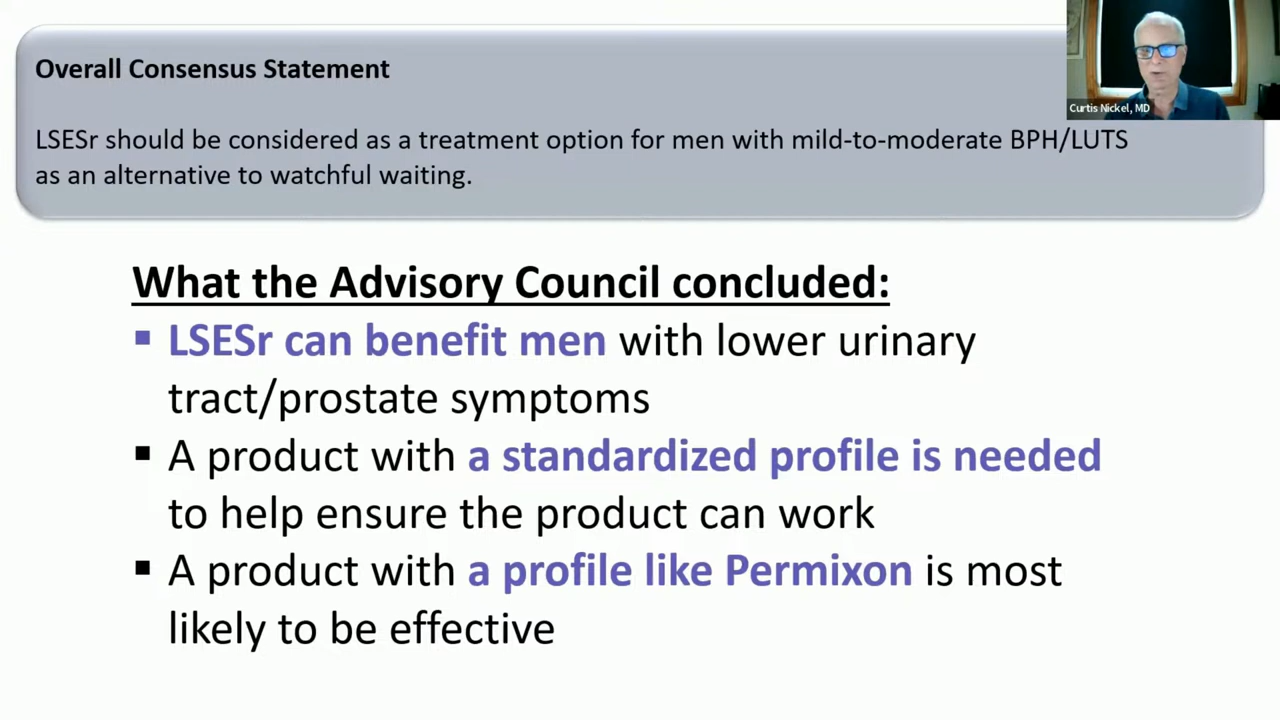 Overall Consensus Statement
Curtis Nickel, MD
LSESr should be considered as a treatment option for men with mild-to-moderate BPH/LUTS
as an alternative to watchful waiting.
What the Advisory Council concluded:
▪ LSESr can benefit men with lower urinary
tract/prostate symptoms
▪ A product with a standardized profile is needed
to help ensure the product can work
▪ A product with a profile like Permixon is most
likely to be effective